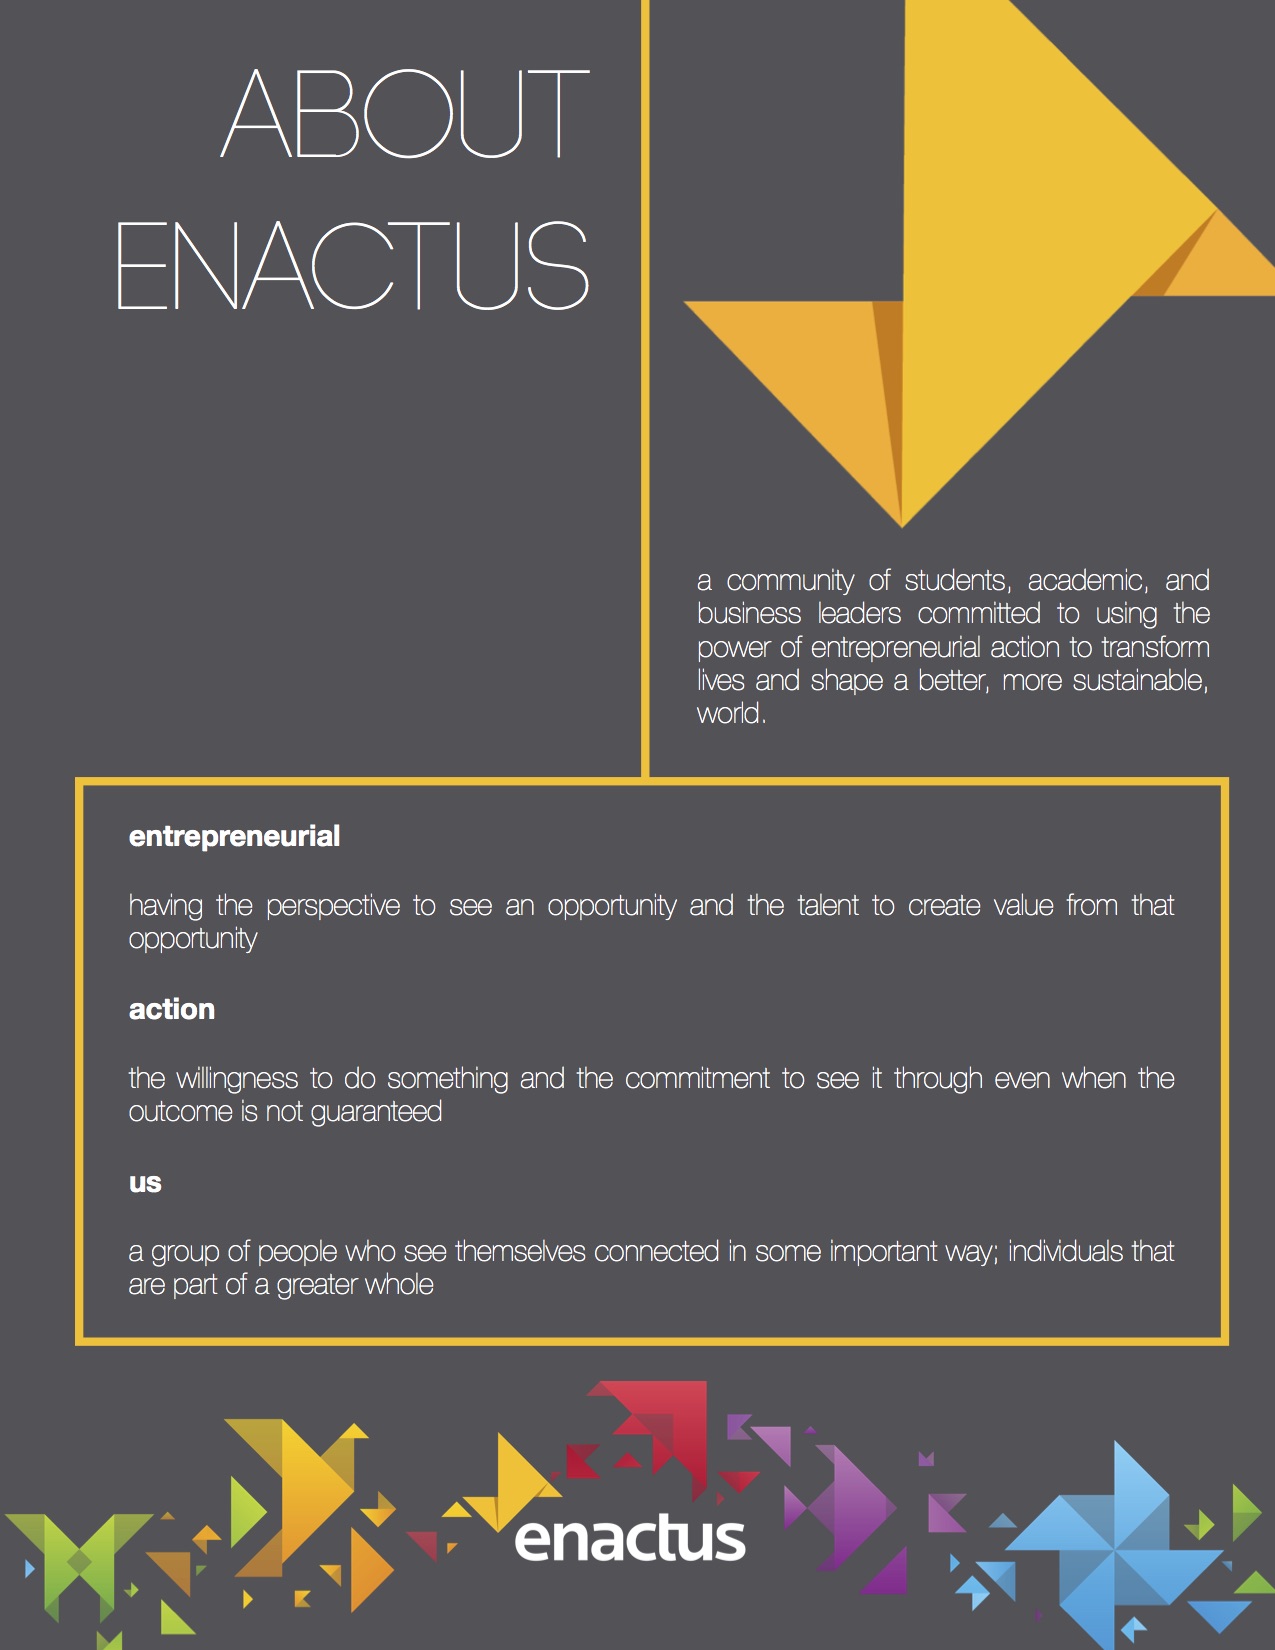 ABOUT
ENACTUS
a community of students, academic, and
business leaders committed to using the
power of entrepreneurial action to transform
lives and shape a better, more sustainable,
world.
entrepreneurial
having the perspective to see an opportunity and the talent to create value from that
opportunity
action
the willingness to do something and the commitment to see it through even when the
outcome is not guaranteed
us
a group of people who see themselves connected in some important way; individuals that
are part of a greater whole
enactus